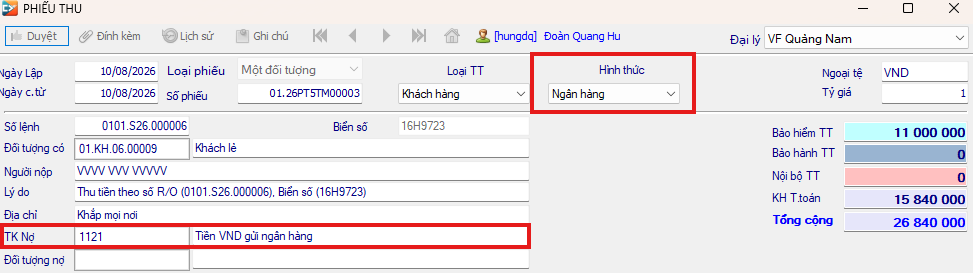 PHIẾU THU
Duyệt Đính kèm Lịch sử Ghi chú [hungdq] Đoàn Quang Hu Đại lý VF Quảng Nam
Ngày Lập 10/08/2026 Loại phiếu Một đối tượng Loại TT Hình thức Ngoại tệ VND
Ngày c.từ 10/08/2026 Số phiếu 01.26PT5TM00003 Khách hàng Ngân hàng Tỷ giá 1
Số lệnh 0101.S26.000006 Biển số 16H9723 Bảo hiểm TT 11 000 000
Đối tượng có 01.KH.06.00009 Khách lẻ Bảo hành TT 0
Người nộp VVVV VVV VVVVV Nội bộ TT 0
Lý do Thu tiền theo số R/O (0101.S26.000006), Biển số (16H9723) KH T.toán 15 840 000
Địa chỉ Khắp mọi nơi Tổng cộng 26 840 000
TK Nợ 1121 Tiền VND gửi ngân hàng
Đối tượng nợ